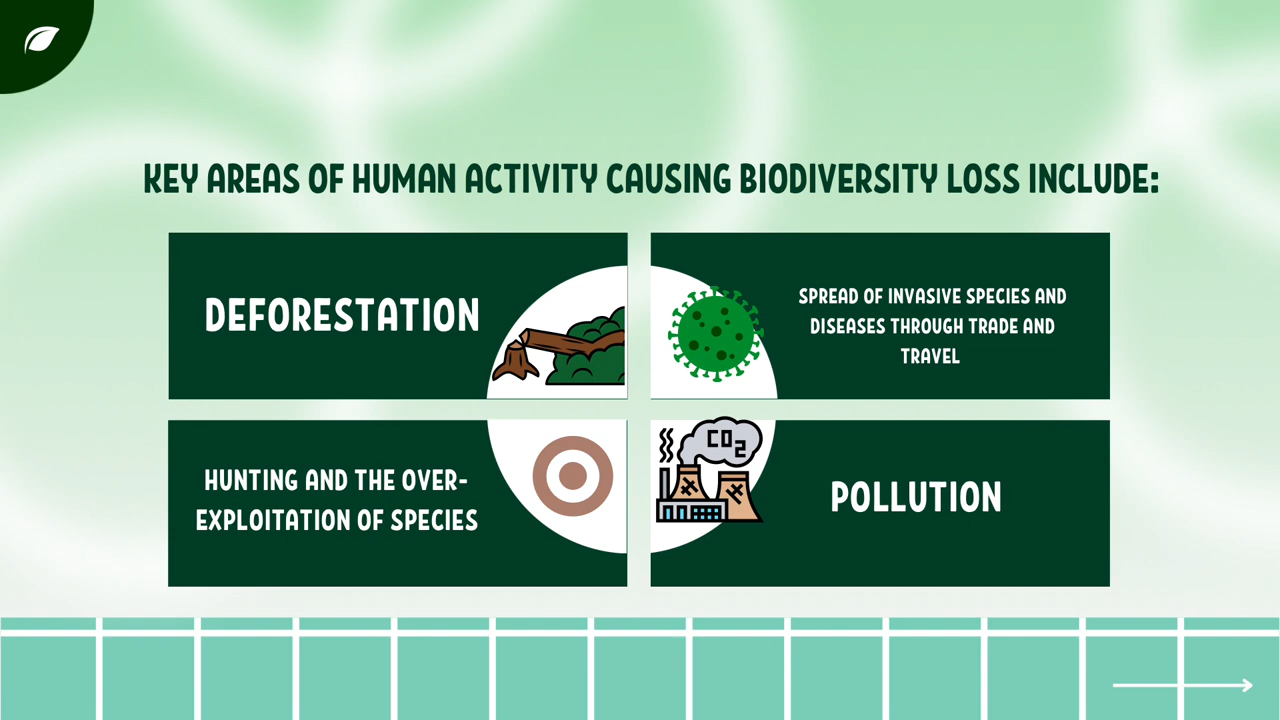 KEY AREAS OF HUMAN ACTIVITY CAUSING BIODIVERSITY LOSS INCLUDE:
DEFORESTATION
SPREAD OF INVASIVE SPECIES AND
DISEASES THROUGH TRADE AND
TRAVEL
HUNTING AND THE OVER-
EXPLOITATION OF SPECIES
CO2
POLLUTION